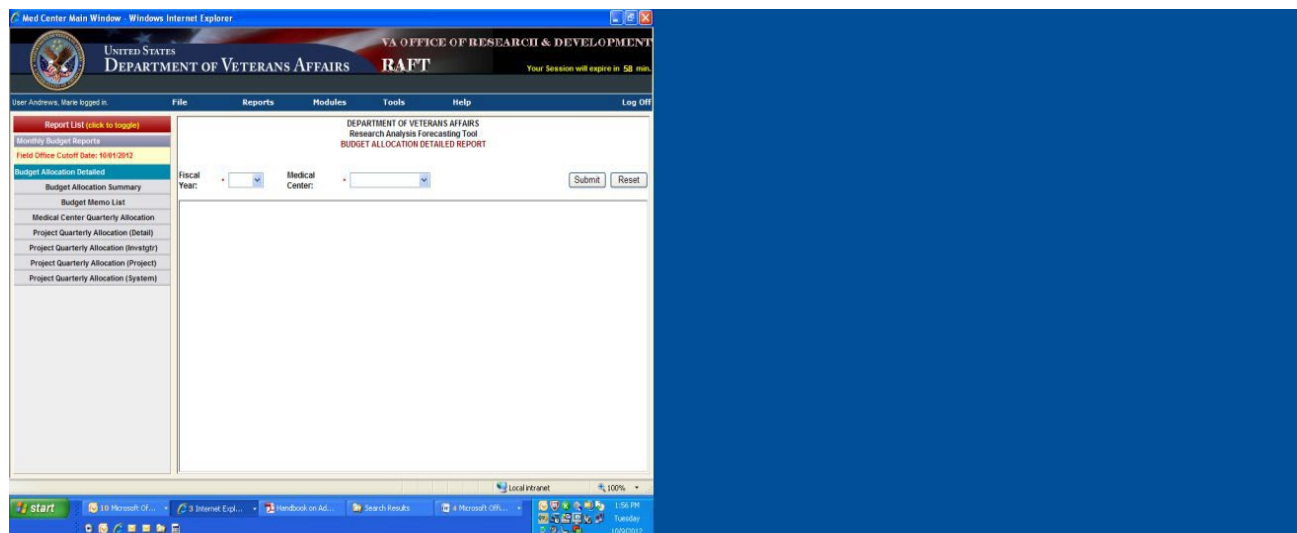 Med Center Main Window - Windows Internet Explorer
UNITED STATES
DEPARTMENT OF VETERANS AFFAIRS
VA OFFICE OF RESEARCH & DEVELOPMENT
RAFT
Your Session will expire in 58 min.
User Andrews, Marie logged in.
File Reports Modules Tools Help Log Off
Report List (click to toggle)
Monthly Budget Reports
Field Office Cutoff Date: 10/01/2012
Budget Allocation Detailed
Budget Allocation Summary
Budget Memo List
Medical Center Quarterly Allocation
Project Quarterly Allocation (Detail)
Project Quarterly Allocation (Invstgtr)
Project Quarterly Allocation (Project)
Project Quarterly Allocation (System)
DEPARTMENT OF VETERANS AFFAIRS
Research Analysis Forecasting Tool
BUDGET ALLOCATION DETAILED REPORT
Fiscal Year: *
Medical Center: *
Submit Reset
Local intranet 100%
start
10 Microsoft Of...
3 Internet Expl...
Handbook on Ad...
Search Results
4 Microsoft Offi...
1:56 PM
Tuesday
10/9/2012